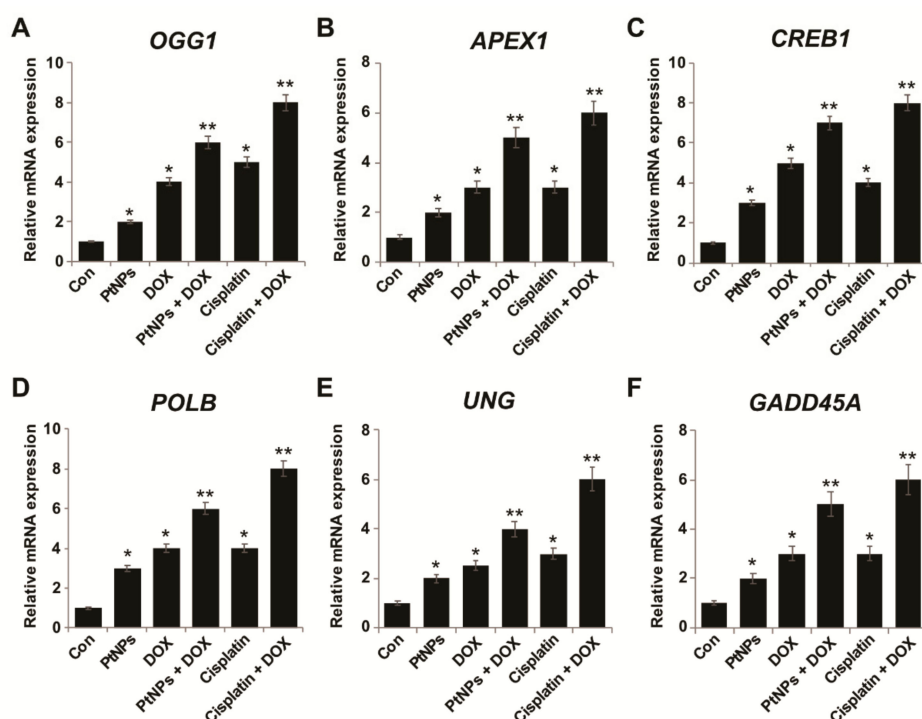 A
OGG1
Relative mRNA expression
10
8
6
4
2
0
*
*
**
*
**
Con
PtNPs
DOX
PtNPs + DOX
Cisplatin
Cisplatin + DOX
B
APEX1
Relative mRNA expression
8
6
4
2
0
*
*
**
*
**
Con
PtNPs
DOX
PtNPs + DOX
Cisplatin
Cisplatin + DOX
C
CREB1
Relative mRNA expression
10
8
6
4
2
0
*
*
**
*
**
Con
PtNPs
DOX
PtNPs + DOX
Cisplatin
Cisplatin + DOX
D
POLB
Relative mRNA expression
10
8
6
4
2
0
*
*
**
*
**
Con
PtNPs
DOX
PtNPs + DOX
Cisplatin
Cisplatin + DOX
E
UNG
Relative mRNA expression
8
6
4
2
0
*
*
**
*
**
Con
PtNPs
DOX
PtNPs + DOX
Cisplatin
Cisplatin + DOX
F
GADD45A
Relative mRNA expression
8
6
4
2
0
*
*
**
*
**
Con
PtNPs
DOX
PtNPs + DOX
Cisplatin
Cisplatin + DOX